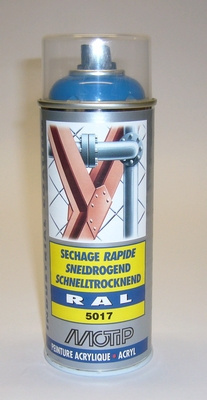 SECHAGE RAPIDE
SNELDROGEND
SCHNELLTROCKNEND
RAL
5017
MOTIP
PEINTURE ACRYLIQUE • ACRYL